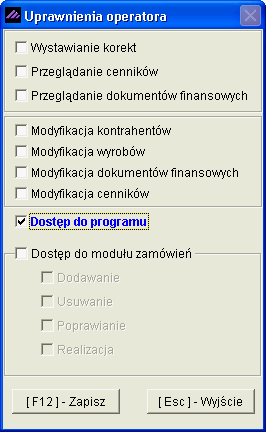 Uprawnienia operatora
Wystawianie korekt
Przeglądanie cenników
Przeglądanie dokumentów finansowych
Modyfikacja kontrahentów
Modyfikacja wyrobów
Modyfikacja dokumentów finansowych
Modyfikacja cenników
Dostęp do programu
Dostęp do modułu zamówień
Dodawanie
Usuwanie
Poprawianie
Realizacja
[ F12 ] - Zapisz
[ Esc ] - Wyjście